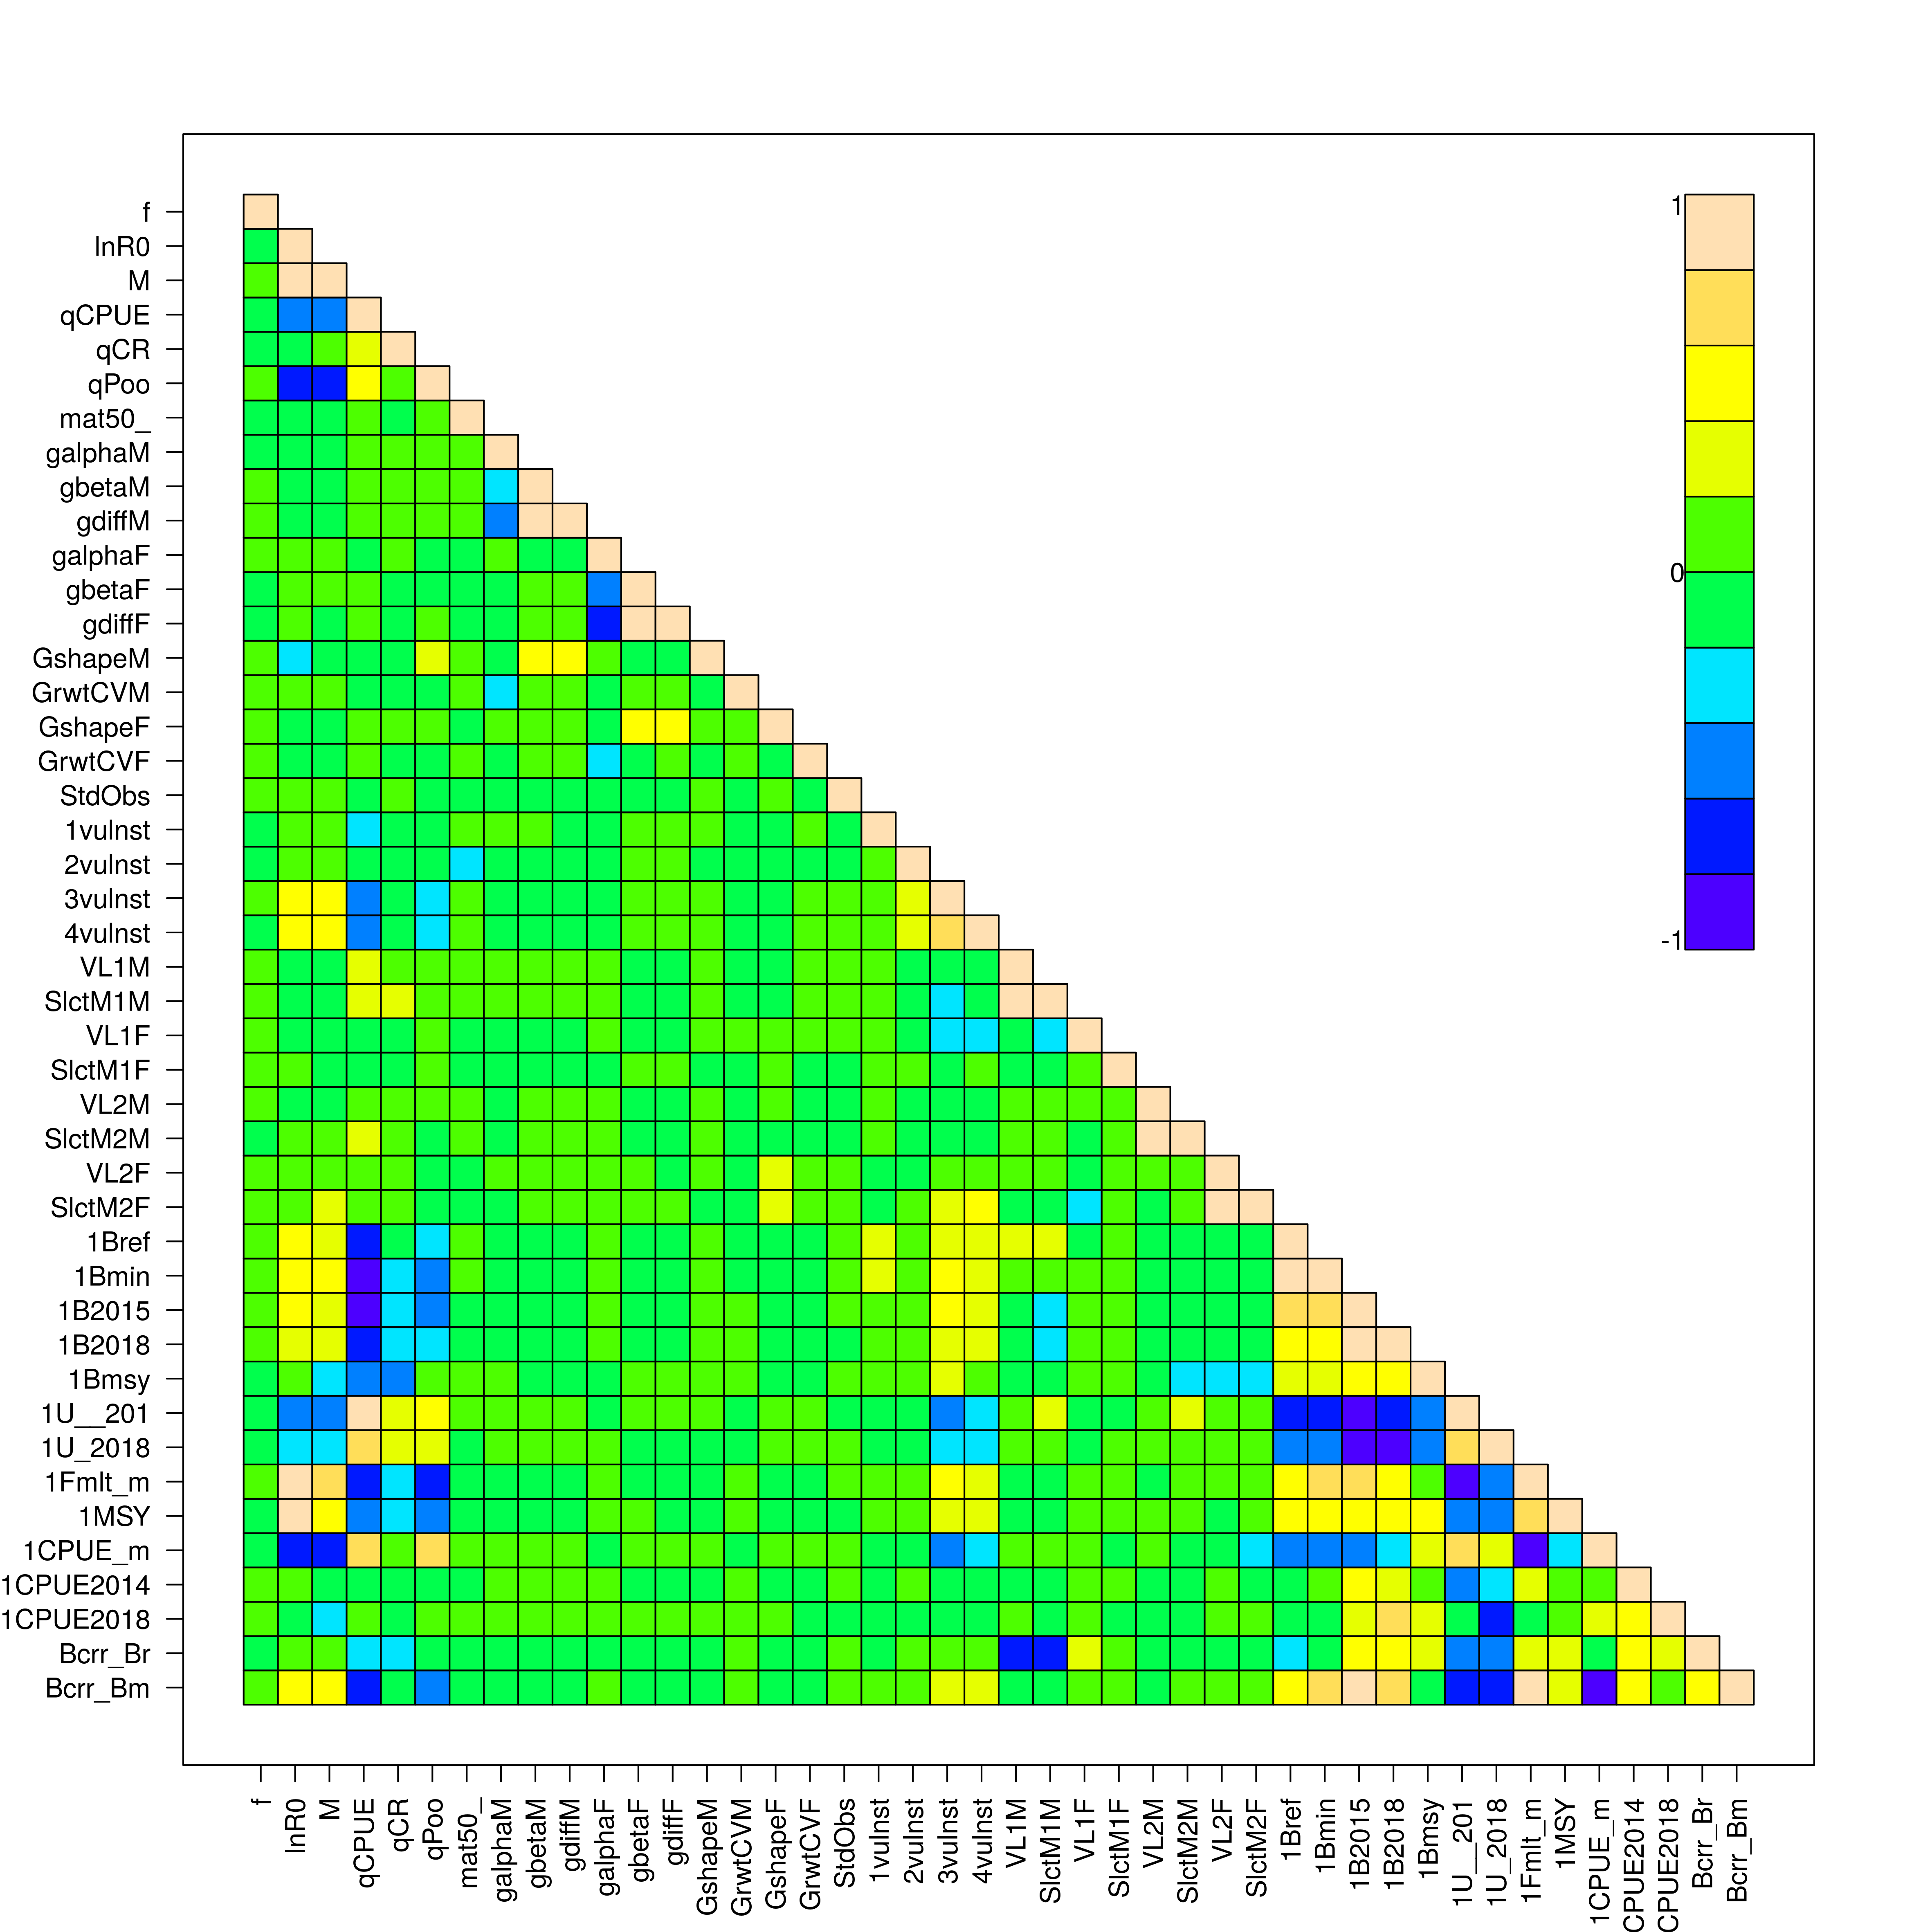 f
lnR0
M
qCPUE
qCR
qPoo
mat50_
galphaM
gbetaM
gdiffM
galphaF
gbetaF
gdiffF
GshapeM
GrwtCVM
GshapeF
GrwtCVF
StdObs
1vulnst
2vulnst
3vulnst
4vulnst
VL1M
SlctM1M
VL1F
SlctM1F
VL2M
SlctM2M
VL2F
SlctM2F
1Bref
1Bmin
1B2015
1B2018
1Bmsy
1U__201
1U_2018
1Fmlt_m
1MSY
1CPUE_m
1CPUE2014
1CPUE2018
Bcrr_Br
Bcrr_Bm
1
0
-1
f
lnR0
M
qCPUE
qCR
qPoo
mat50_
galphaM
gbetaM
gdiffM
galphaF
gbetaF
gdiffF
GshapeM
GrwtCVM
GshapeF
GrwtCVF
StdObs
1vulnst
2vulnst
3vulnst
4vulnst
VL1M
SlctM1M
VL1F
SlctM1F
VL2M
SlctM2M
VL2F
SlctM2F
1Bref
1Bmin
1B2015
1B2018
1Bmsy
1U__201
1U_2018
1Fmlt_m
1MSY
1CPUE_m
CPUE2014
CPUE2018
Bcrr_Br
Bcrr_Bm